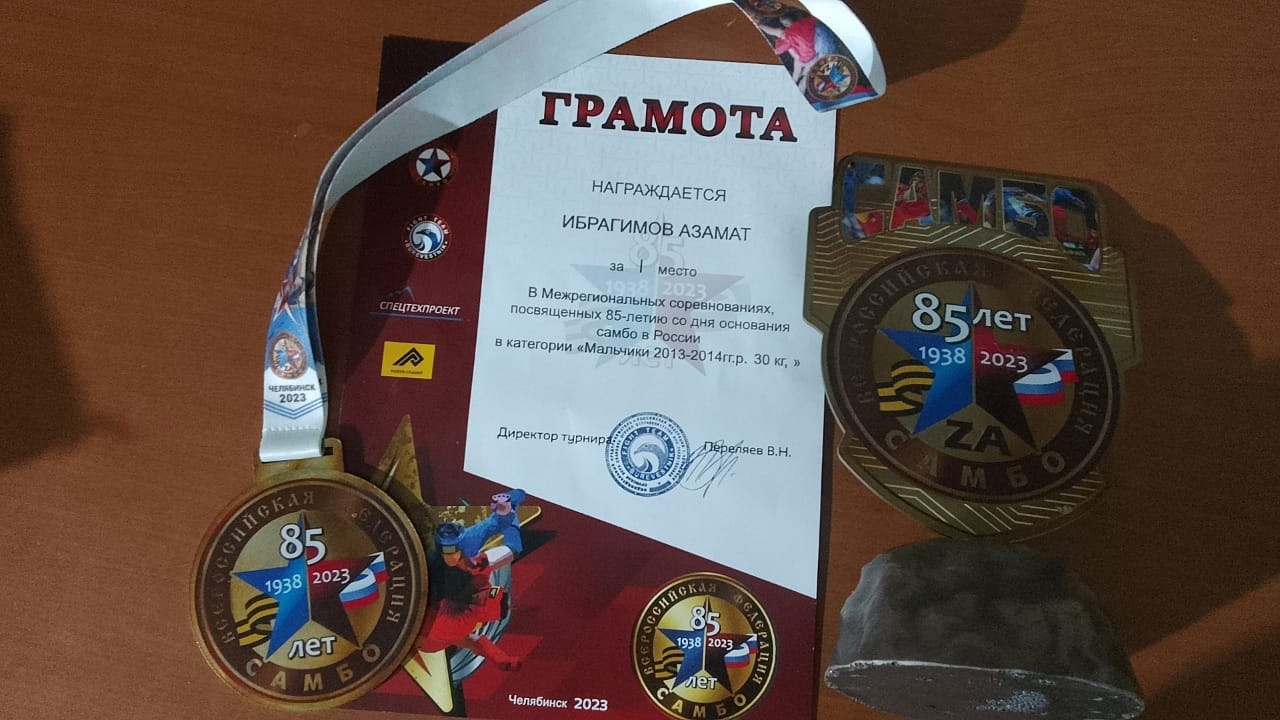 ГРАМОТА
НАГРАЖДАЕТСЯ
ИБРАГИМОВ АЗАМАТ
за I место
В Межрегиональных соревнованиях,
посвященных 85-летию со дня основания
самбо в России
в категории «Мальчики 2013-2014гг.р. 30 кг, »
Директор турнира
Переляев В.Н.
FIGHT TEAM
BUREVESTNIK
СПЕЦТЕХПРОЕКТ
85
1938 2023
лет
Челябинск 2023
ВСЕРОССИЙСКАЯ ФЕДЕРАЦИЯ
85
1938 2023
лет
САМБО
ЧЕЛЯБИНСК
2023
ВСЕРОССИЙСКАЯ ФЕДЕРАЦИЯ
85
1938 2023
лет
САМБО
САМБО
ВСЕРОССИЙСКАЯ ФЕДЕРАЦИЯ
85 лет
1938 2023
ZA
САМБО